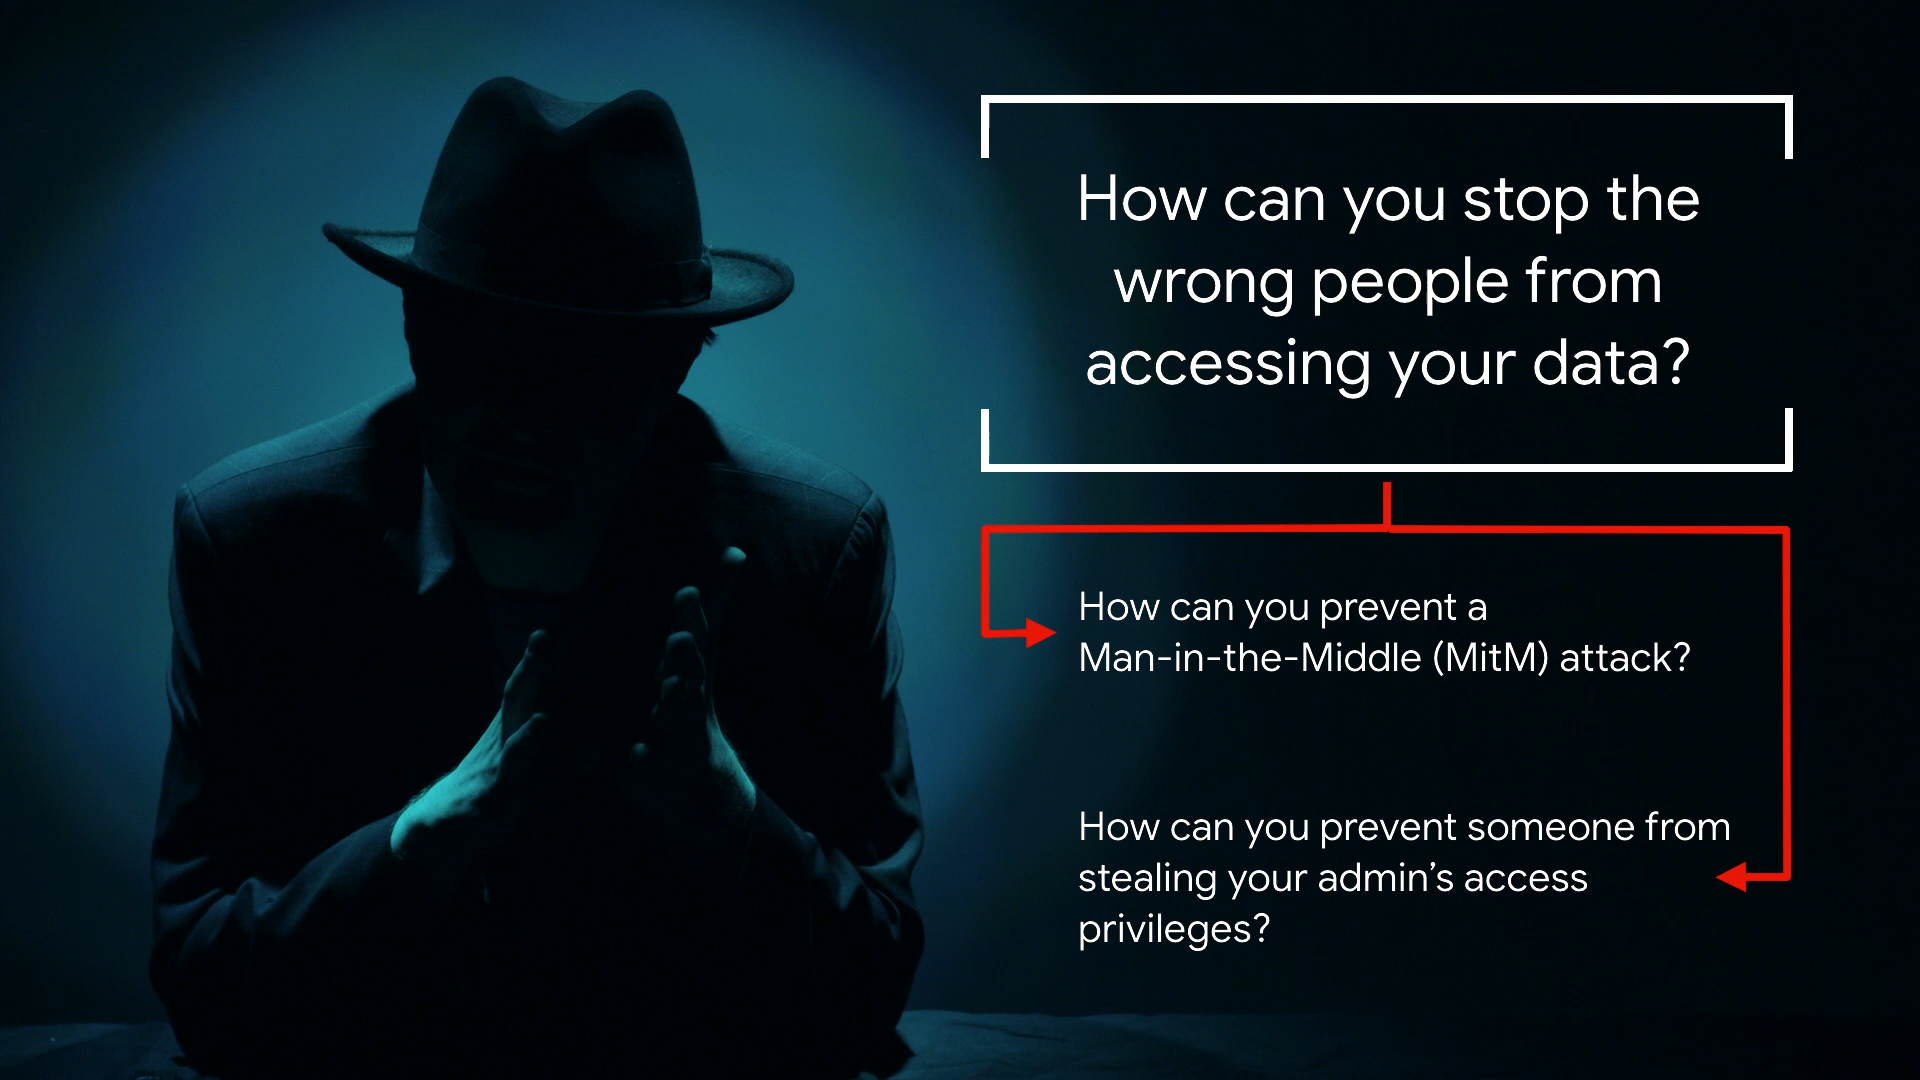 How can you stop the
wrong people from
accessing your data?
How can you prevent a
Man-in-the-Middle (MitM) attack?
How can you prevent someone from
stealing your admin’s access
privileges?